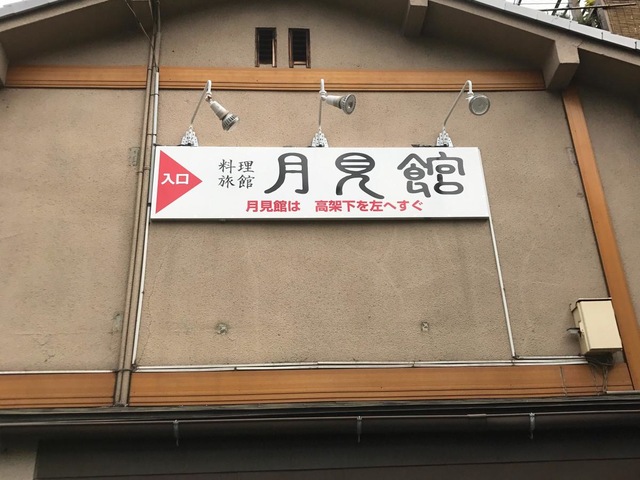 入口
料理
旅館
月見館
月見館は 高架下を左へすぐ